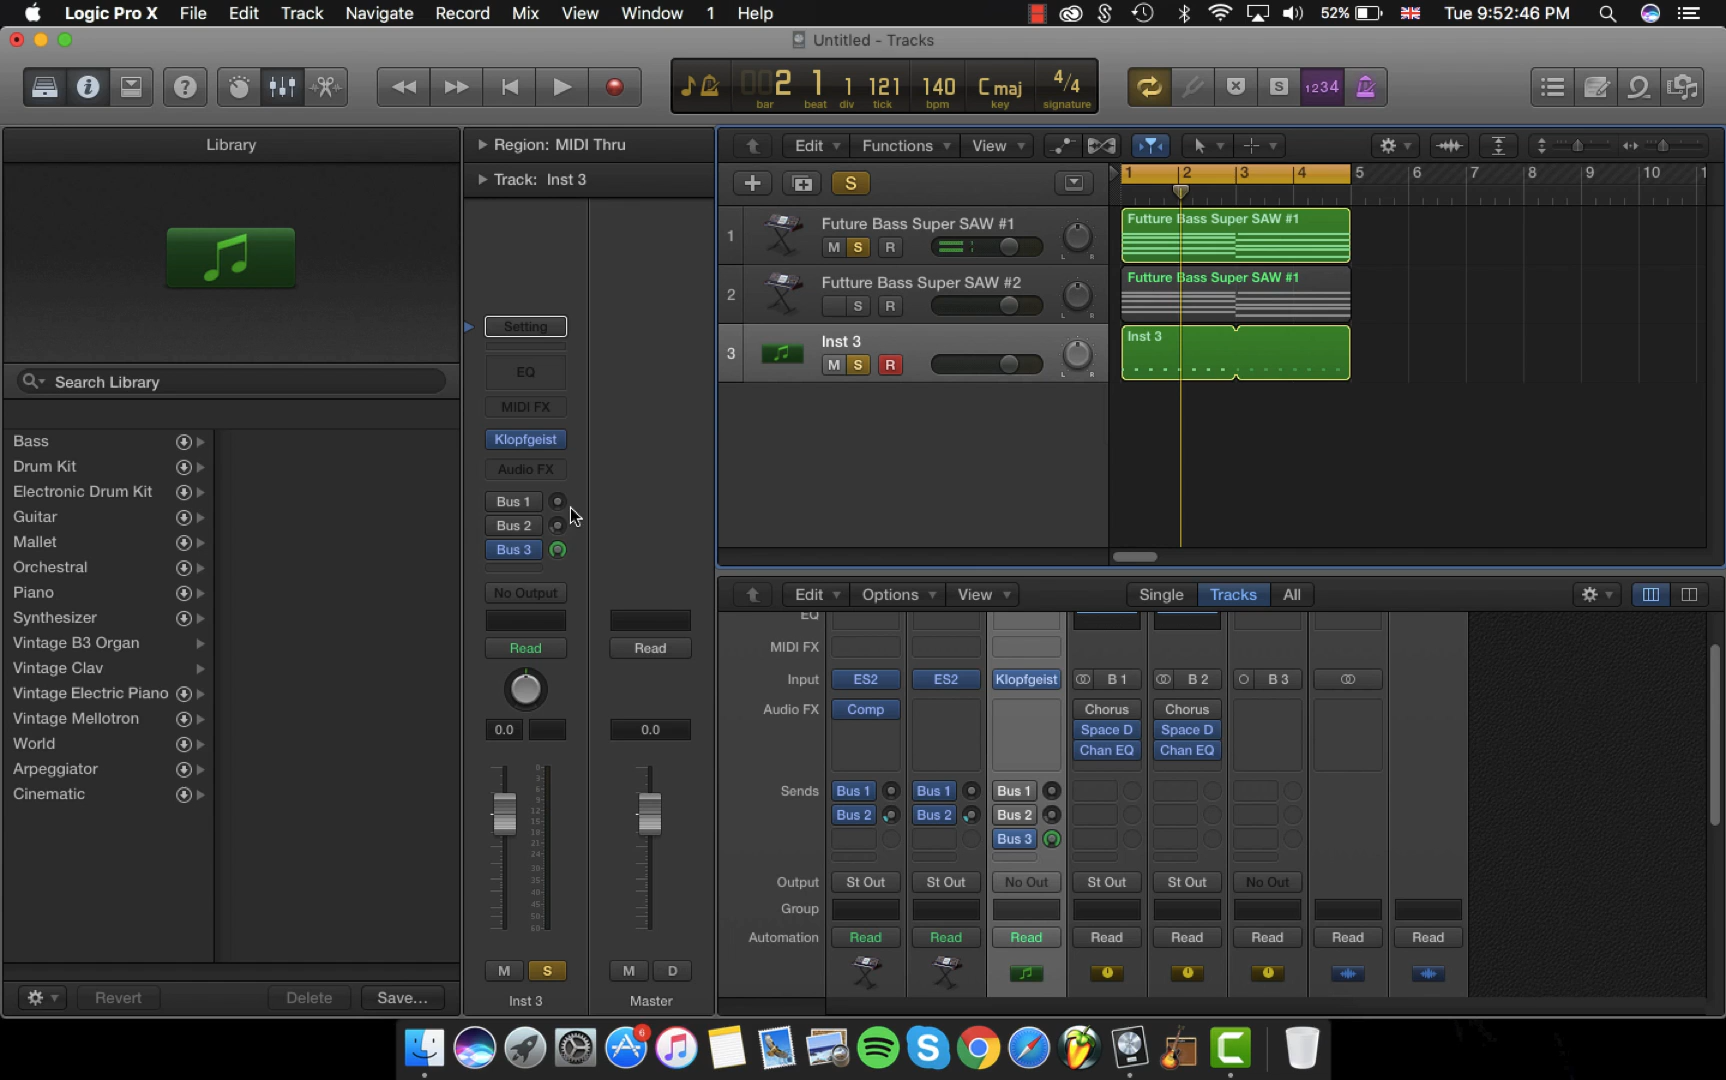 Logic Pro X File Edit Track Navigate Record Mix View Window 1 Help
52% Tue 9:52:46 PM
Untitled - Tracks
002 1 1 121 140 C maj 4/4
bar beat div tick bpm key signature
S 1234
Library
Region: MIDI Thru
Track: Inst 3
Edit Functions View
S
1 2 3 4 5 6 7 8 9 10 1
Setting
EQ
MIDI FX
Klopfgeist
Audio FX
Bus 1
Bus 2
Bus 3
No Output
Read Read
0.0 0.0
M S M D
Inst 3 Master
1 Future Bass Super SAW #1
M S R
L R
Futture Bass Super SAW #1
2 Futture Bass Super SAW #2
S R
L R
Futture Bass Super SAW #1
3 Inst 3
M S R
L R
Inst 3
Search Library
Bass
Drum Kit
Electronic Drum Kit
Guitar
Mallet
Orchestral
Piano
Synthesizer
Vintage B3 Organ
Vintage Clav
Vintage Electric Piano
Vintage Mellotron
World
Arpeggiator
Cinematic
Revert Delete Save...
Edit Options View Single Tracks All
EQ
MIDI FX
Input ES2 ES2 Klopfgeist B 1 B 2 B 3
Audio FX Comp Chorus Chorus
Space D Space D
Chan EQ Chan EQ
Sends Bus 1 Bus 1 Bus 1
Bus 2 Bus 2 Bus 2
Bus 3
Output St Out St Out No Out St Out St Out No Out
Group
Automation Read Read Read Read Read Read Read Read
6